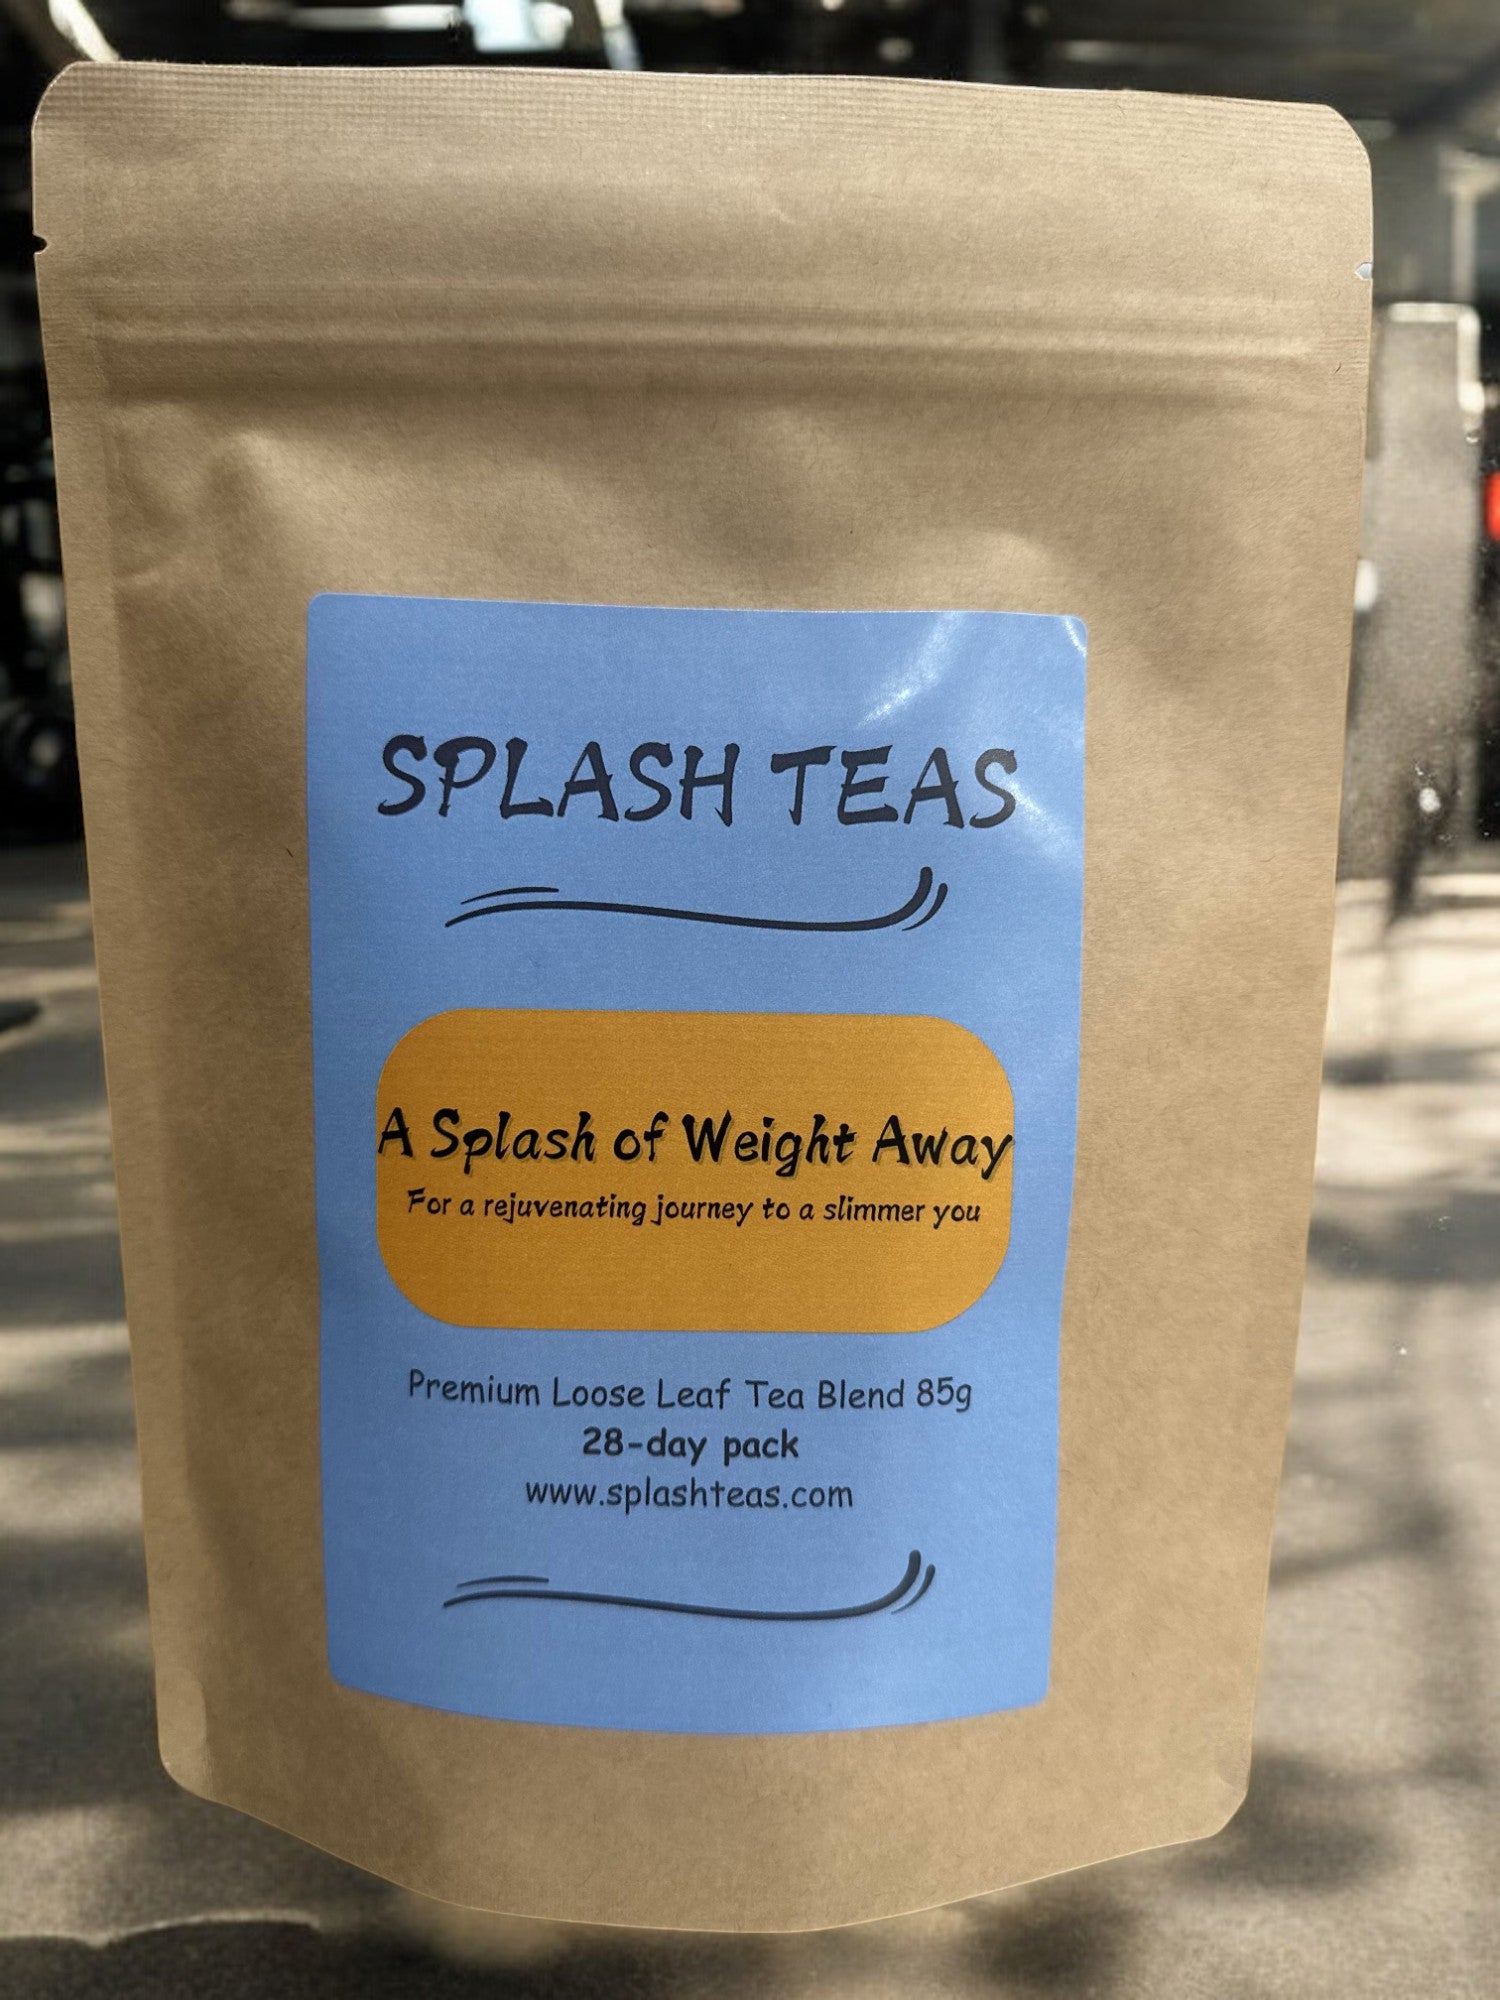 SPLASH TEAS
A Splash of Weight Away
For a rejuvenating journey to a slimmer you
Premium Loose Leaf Tea Blend 85g
28-day pack
www.splashteas.com